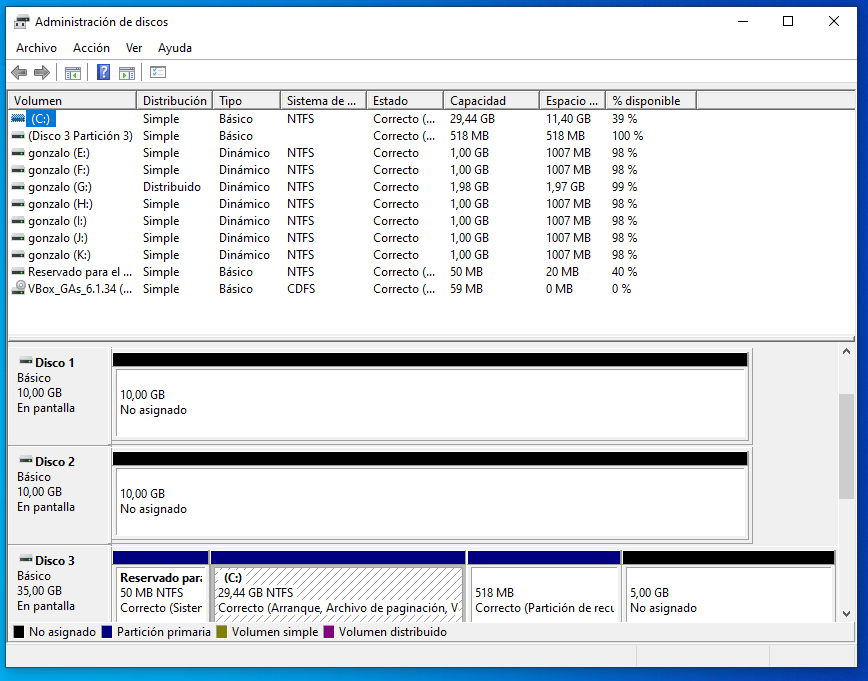 Administración de discos
Archivo Acción Ver Ayuda
Volumen Distribución Tipo Sistema de ... Estado Capacidad Espacio ... % disponible
(C:) Simple Básico NTFS Correcto (... 29,44 GB 11,40 GB 39 %
(Disco 3 Partición 3) Simple Básico Correcto (... 518 MB 518 MB 100 %
gonzalo (E:) Simple Dinámico NTFS Correcto 1,00 GB 1007 MB 98 %
gonzalo (F:) Simple Dinámico NTFS Correcto 1,00 GB 1007 MB 98 %
gonzalo (G:) Distribuido Dinámico NTFS Correcto 1,98 GB 1,97 GB 99 %
gonzalo (H:) Simple Dinámico NTFS Correcto 1,00 GB 1007 MB 98 %
gonzalo (I:) Simple Dinámico NTFS Correcto 1,00 GB 1007 MB 98 %
gonzalo (J:) Simple Dinámico NTFS Correcto 1,00 GB 1007 MB 98 %
gonzalo (K:) Simple Dinámico NTFS Correcto 1,00 GB 1007 MB 98 %
Reservado para el ... Simple Básico NTFS Correcto (... 50 MB 20 MB 40 %
VBox_GAs_6.1.34 (... Simple Básico CDFS Correcto (... 59 MB 0 MB 0 %
Disco 1
Básico
10,00 GB
En pantalla
10,00 GB
No asignado
Disco 2
Básico
10,00 GB
En pantalla
10,00 GB
No asignado
Disco 3
Básico
35,00 GB
En pantalla
Reservado para
50 MB NTFS
Correcto (Sister
(C:)
29,44 GB NTFS
Correcto (Arranque, Archivo de paginación, V
518 MB
Correcto (Partición de recu
5,00 GB
No asignado
No asignado Partición primaria Volumen simple Volumen distribuido